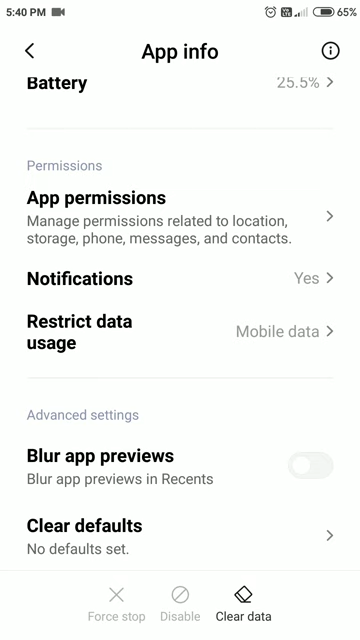 5:40 PM
65%
App info
Battery
25.5%
Permissions
App permissions
Manage permissions related to location,
storage, phone, messages, and contacts.
Notifications
Yes
Restrict data
usage
Mobile data
Advanced settings
Blur app previews
Blur app previews in Recents
Clear defaults
No defaults set.
Force stop
Disable
Clear data